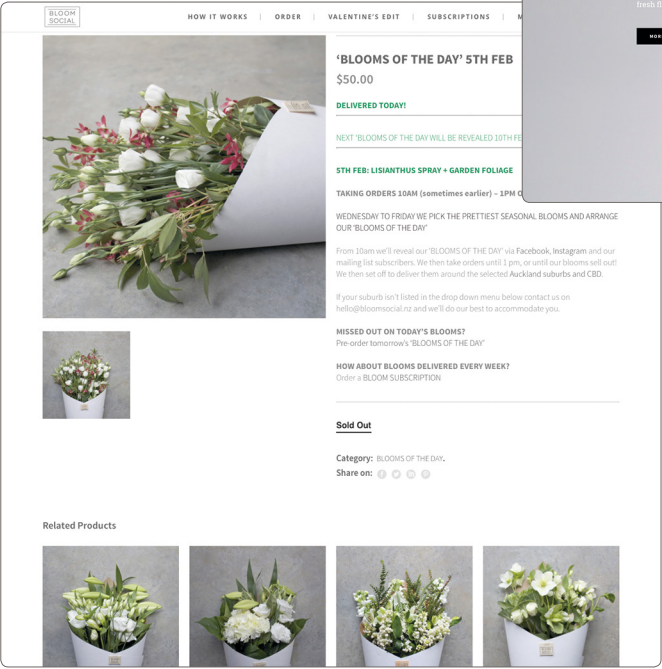 BLOOM
SOCIAL
HOW IT WORKS | ORDER | VALENTINE'S EDIT | SUBSCRIPTIONS | M
fresh fl
MOR
‘BLOOMS OF THE DAY’ 5TH FEB
$50.00
DELIVERED TODAY!
NEXT ‘BLOOMS OF THE DAY WILL BE REVEALED 10TH FE
5TH FEB: LISIANTHUS SPRAY + GARDEN FOLIAGE
TAKING ORDERS 10AM (sometimes earlier) – 1PM O
WEDNESDAY TO FRIDAY WE PICK THE PRETTIEST SEASONAL BLOOMS AND ARRANGE
OUR ‘BLOOMS OF THE DAY’
From 10am we'll reveal our ‘BLOOMS OF THE DAY’ via Facebook, Instagram and our
mailing list subscribers. We then take orders until 1 pm, or until our blooms sell out!
We then set off to deliver them around the selected Auckland suburbs and CBD.
If your suburb isn't listed in the drop down menu below contact us on
hello@bloomsocial.nz and we'll do our best to accommodate you.
MISSED OUT ON TODAY'S BLOOMS?
Pre-order tomorrow's ‘BLOOMS OF THE DAY’
HOW ABOUT BLOOMS DELIVERED EVERY WEEK?
Order a BLOOM SUBSCRIPTION
Sold Out
Category: BLOOMS OF THE DAY.
Share on:
Related Products